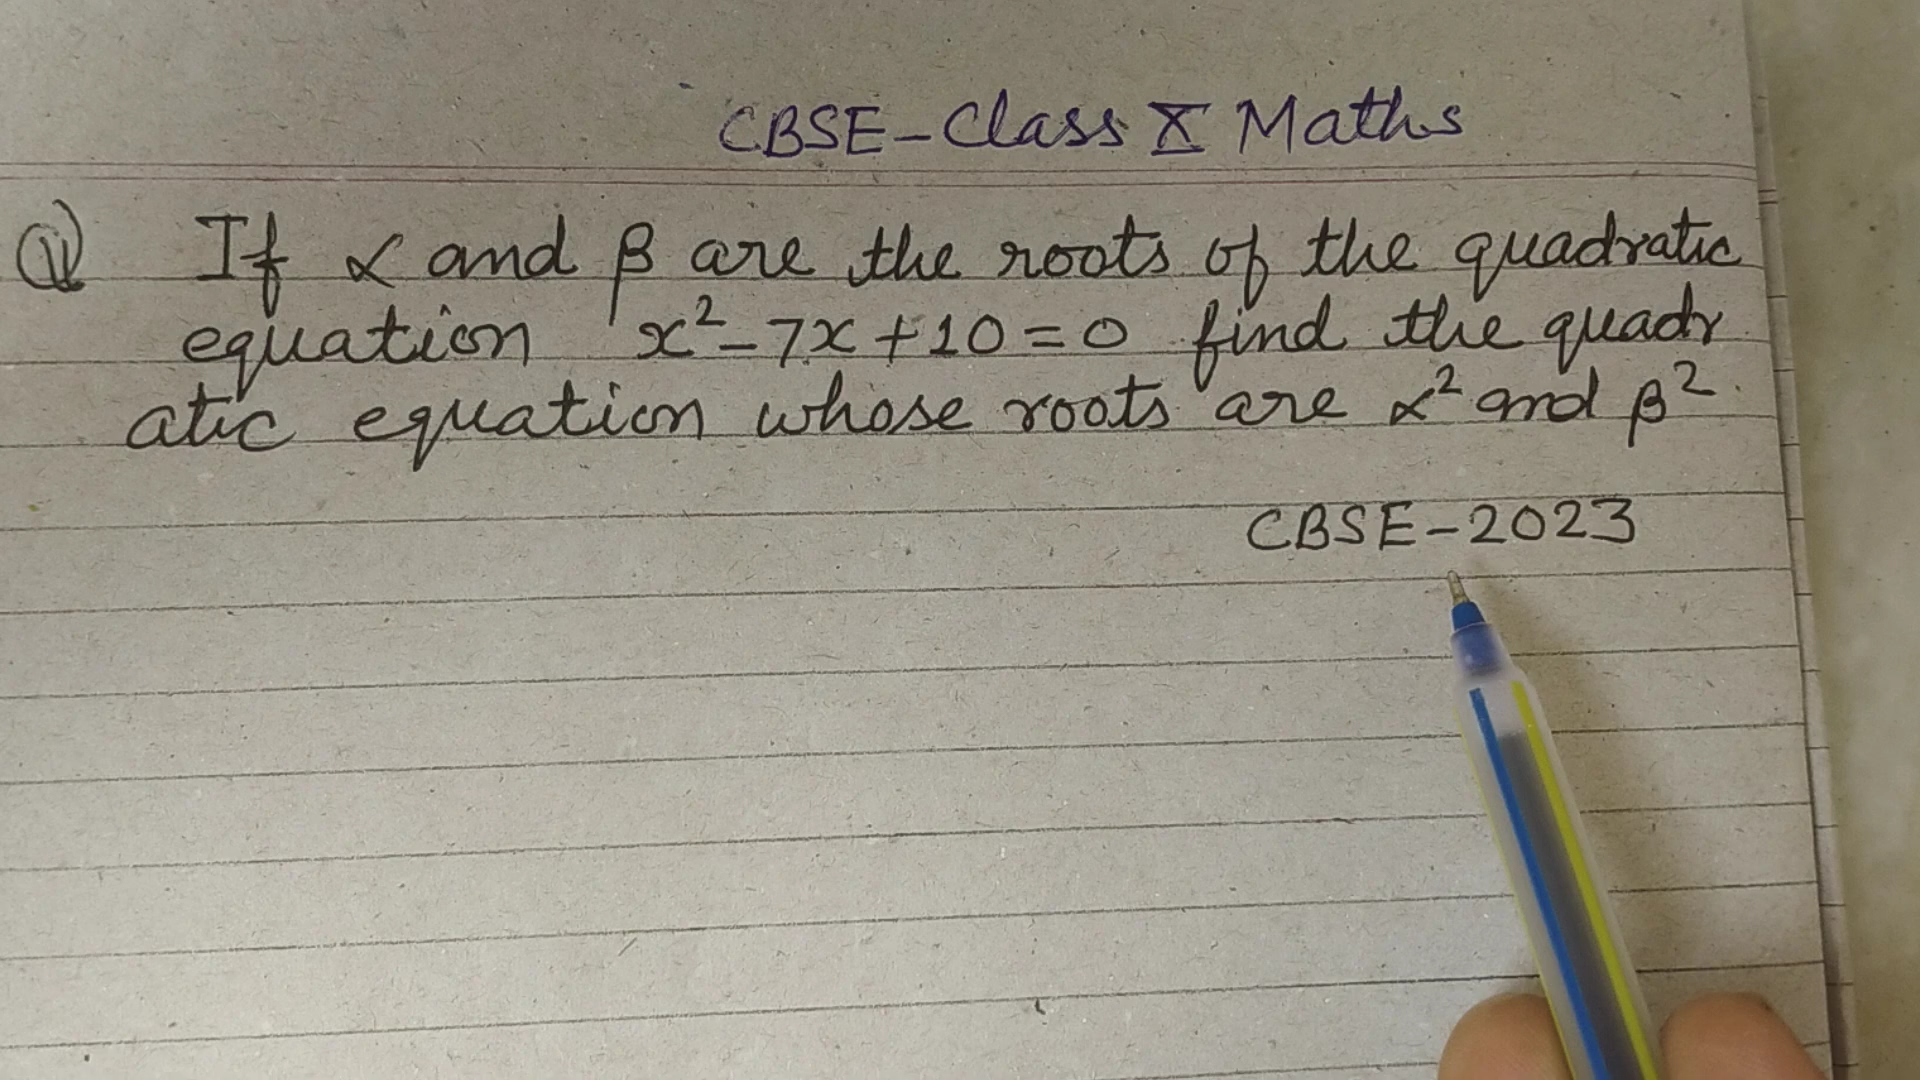 CBSE-Class X Maths
Q If α and β are the roots of the quadratic
equation x²-7x+10=0 find the quadr
atic equation whose roots are α² and β².
CBSE-2023